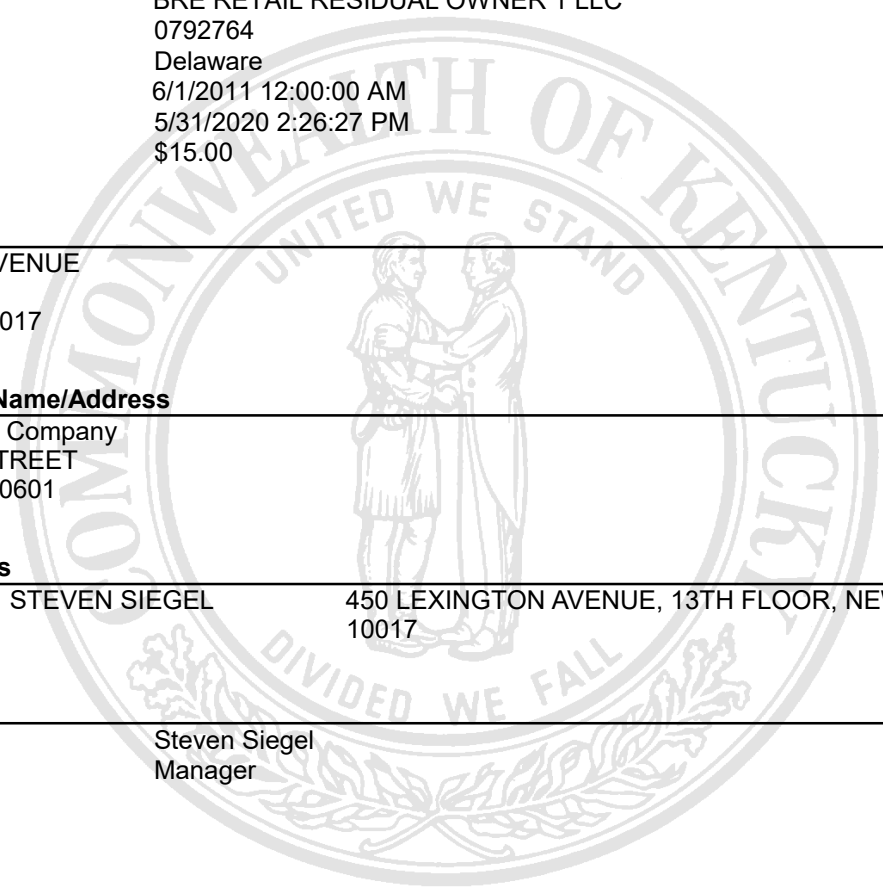 BRE RETAIL RESIDUAL OWNER 1 LLC
0792764
Delaware
6/1/2011 12:00:00 AM
5/31/2020 2:26:27 PM
$15.00
VENUE
017
Name/Address
Company
TREET
0601
s
STEVEN SIEGEL 450 LEXINGTON AVENUE, 13TH FLOOR, NEW
10017
Steven Siegel
Manager
COMMONWEALTH OF KENTUCKY
UNITED WE STAND
DIVIDED WE FALL